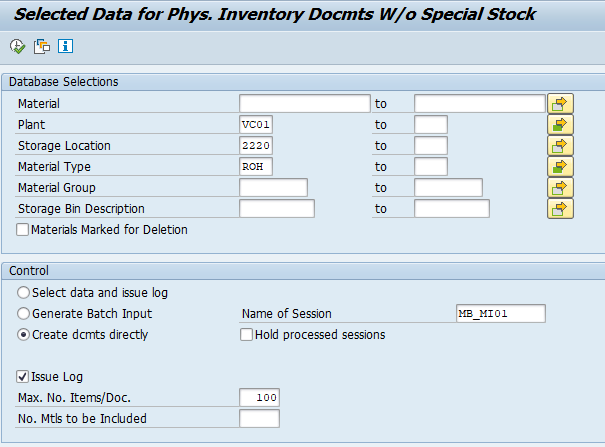 Selected Data for Phys. Inventory Docmts W/o Special Stock
Database Selections
Material to
Plant VC01 to
Storage Location 2220 to
Material Type ROH to
Material Group to
Storage Bin Description to
Materials Marked for Deletion
Control
Select data and issue log
Generate Batch Input Name of Session MB_MI01
Create dcmts directly Hold processed sessions
Issue Log
Max. No. Items/Doc. 100
No. Mtls to be Included